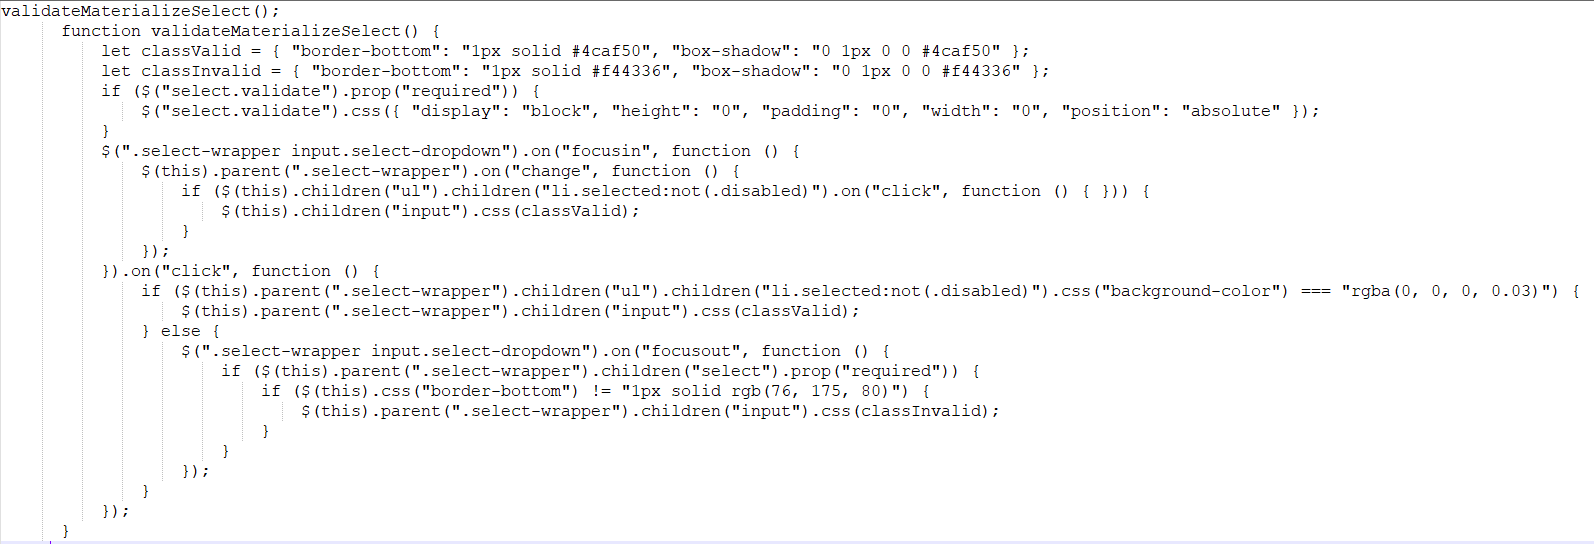 validateMaterializeSelect();
function validateMaterializeSelect() {
let classValid = { "border-bottom": "1px solid #4caf50", "box-shadow": "0 1px 0 0 #4caf50" };
let classInvalid = { "border-bottom": "1px solid #f44336", "box-shadow": "0 1px 0 0 #f44336" };
if ($("select.validate").prop("required")) {
$("select.validate").css({ "display": "block", "height": "0", "padding": "0", "width": "0", "position": "absolute" });
}
$(".select-wrapper input.select-dropdown").on("focusin", function () {
$(this).parent(".select-wrapper").on("change", function () {
if ($(this).children("ul").children("li.selected:not(.disabled)").on("click", function () { })) {
$(this).children("input").css(classValid);
}
});
}).on("click", function () {
if ($(this).parent(".select-wrapper").children("ul").children("li.selected:not(.disabled)").css("background-color") === "rgba(0, 0, 0, 0.03)") {
$(this).parent(".select-wrapper").children("input").css(classValid);
} else {
$(".select-wrapper input.select-dropdown").on("focusout", function () {
if ($(this).parent(".select-wrapper").children("select").prop("required")) {
if ($(this).css("border-bottom") != "1px solid rgb(76, 175, 80)") {
$(this).parent(".select-wrapper").children("input").css(classInvalid);
}
}
});
}
});
}